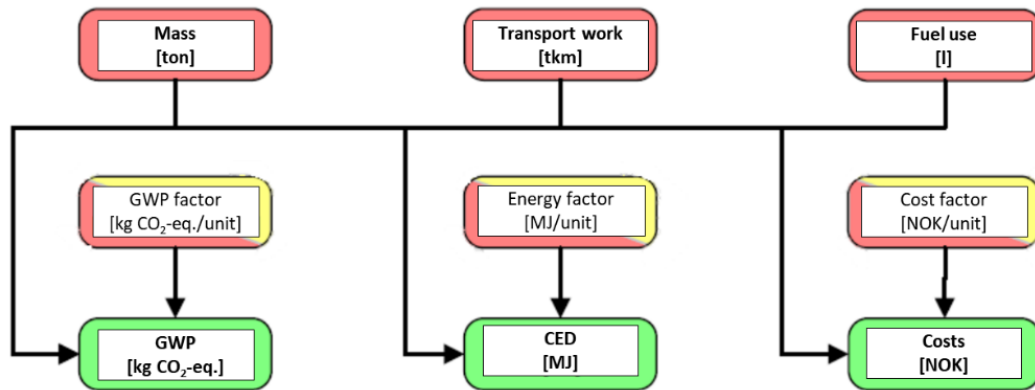 Mass
[ton]
Transport work
[tkm]
Fuel use
[l]
GWP factor
[kg CO₂-eq./unit]
Energy factor
[MJ/unit]
Cost factor
[NOK/unit]
GWP
[kg CO₂-eq.]
CED
[MJ]
Costs
[NOK]